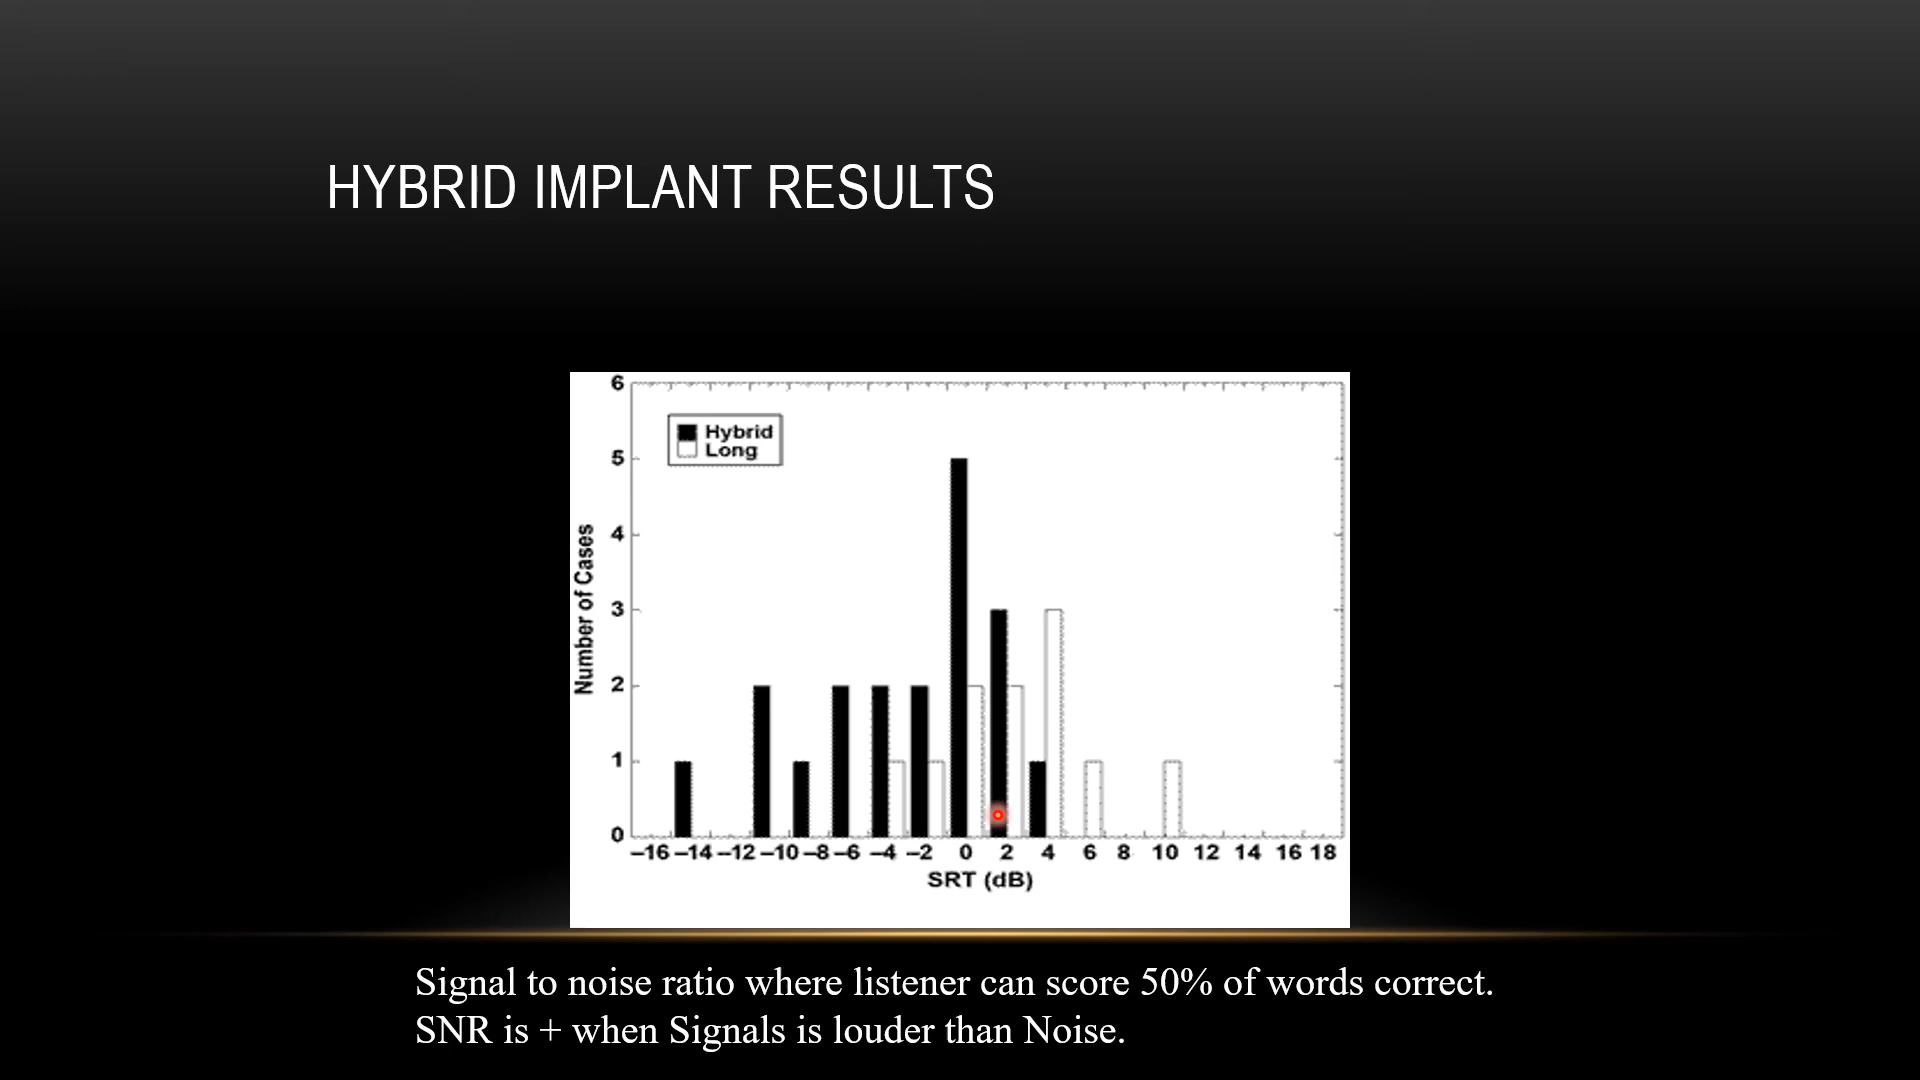 HYBRID IMPLANT RESULTS
6
Hybrid
Long
5
4
3
2
1
0
Number of Cases
–16 –14 –12 –10 –8 –6 –4 –2 0 2 4 6 8 10 12 14 16 18
SRT (dB)
Signal to noise ratio where listener can score 50% of words correct.
SNR is + when Signals is louder than Noise.